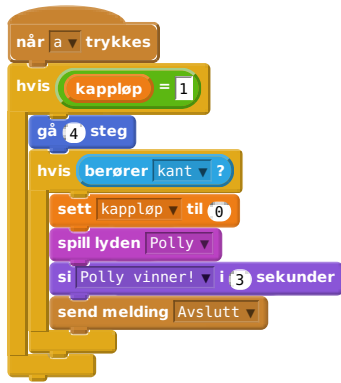 når a ▼ trykkes
hvis kappløp = 1
gå 4 steg
hvis berører kant ▼ ?
sett kappløp ▼ til 0
spill lyden Polly ▼
si Polly vinner! ▼ i 3 sekunder
send melding Avslutt ▼